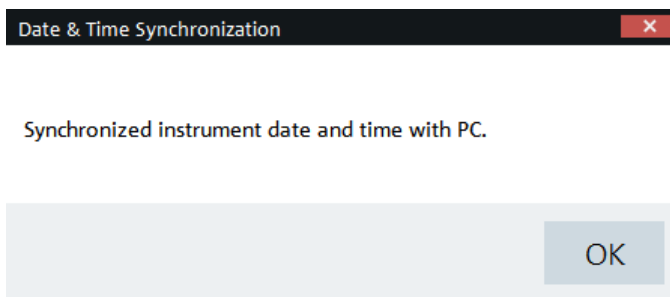 Date & Time Synchronization
Synchronized instrument date and time with PC.
OK